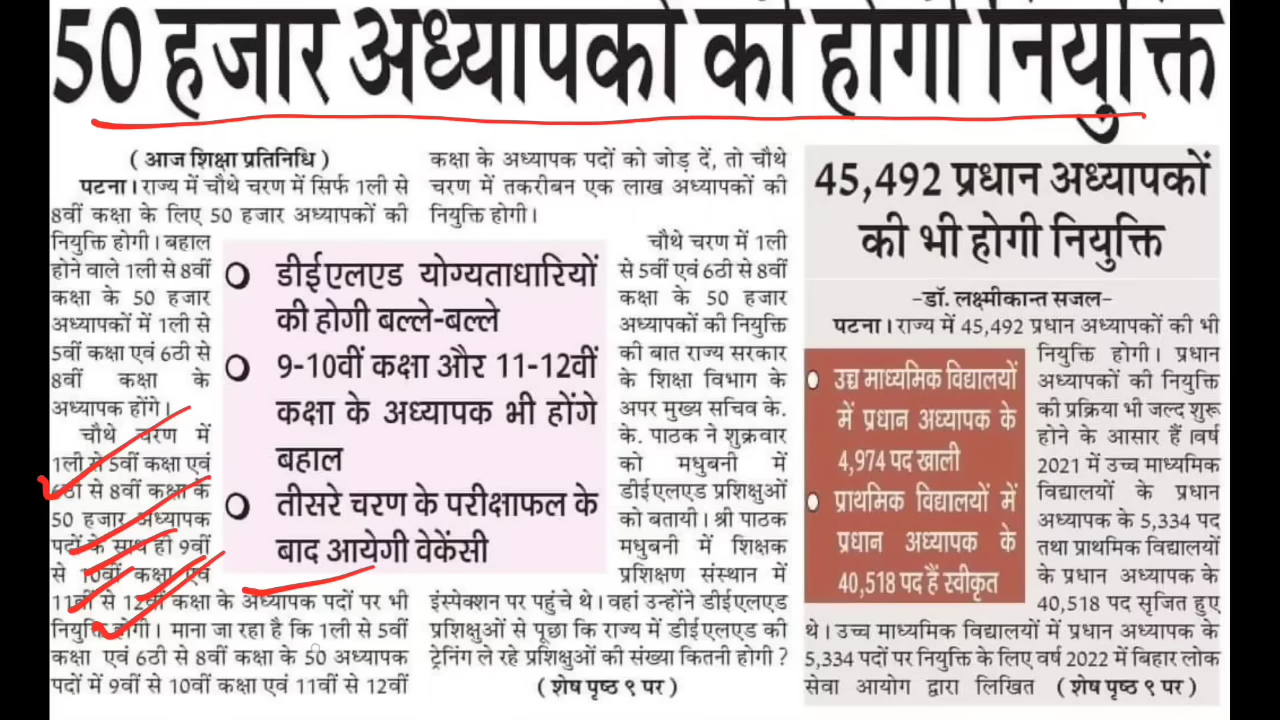 50 हजार अध्यापकों की होगी नियुक्ति
( आज शिक्षा प्रतिनिधि )
पटना। राज्य में चौथे चरण में सिर्फ 1ली से
8वीं कक्षा के लिए 50 हजार अध्यापकों की
नियुक्ति होगी। बहाल
होने वाले 1ली से 8वीं
कक्षा के 50 हजार
अध्यापकों में 1ली से
5वीं कक्षा एवं 6ठी से
8वीं कक्षा के
अध्यापक होंगे।
चौथे चरण में
1ली से 5वीं कक्षा एवं
6ठी से 8वीं कक्षा के
50 हजार अध्यापक
पदों के साथ ही 9वीं
से 10वीं कक्षा एवं
11वीं से 12वीं कक्षा के अध्यापक पदों पर भी
नियुक्ति होगी। माना जा रहा है कि 1ली से 5वीं
कक्षा एवं 6ठी से 8वीं कक्षा के 50 अध्यापक
पदों में 9वीं से 10वीं कक्षा एवं 11वीं से 12वीं
डीईएलएड योग्यताधारियों
की होगी बल्ले-बल्ले
9-10वीं कक्षा और 11-12वीं
कक्षा के अध्यापक भी होंगे
बहाल
तीसरे चरण के परीक्षाफल के
बाद आयेगी वेकेंसी
कक्षा के अध्यापक पदों को जोड़ दें, तो चौथे
चरण में तकरीबन एक लाख अध्यापकों की
नियुक्ति होगी।
चौथे चरण में 1ली
से 5वीं एवं 6ठी से 8वीं
कक्षा के 50 हजार
अध्यापकों की नियुक्ति
की बात राज्य सरकार
के शिक्षा विभाग के
अपर मुख्य सचिव के.
के. पाठक ने शुक्रवार
को मधुबनी में
डीईएलएड प्रशिक्षुओं
को बतायी। श्री पाठक
मधुबनी में शिक्षक
प्रशिक्षण संस्थान में
इंस्पेक्शन पर पहुंचे थे। वहां उन्होंने डीईएलएड
प्रशिक्षुओं से पूछा कि राज्य में डीईएलएड की
ट्रेनिंग ले रहे प्रशिक्षुओं की संख्या कितनी होगी ?
( शेष पृष्ठ ९ पर )
45,492 प्रधान अध्यापकों
की भी होगी नियुक्ति
-डॉ. लक्ष्मीकान्त सजल-
पटना। राज्य में 45,492 प्रधान अध्यापकों की भी
नियुक्ति होगी। प्रधान
अध्यापकों की नियुक्ति
की प्रक्रिया भी जल्द शुरू
होने के आसार हैं।वर्ष
2021 में उच्च माध्यमिक
विद्यालयों के प्रधान
अध्यापक के 5,334 पद
तथा प्राथमिक विद्यालयों
के प्रधान अध्यापक के
40,518 पद सृजित हुए
थे। उच्च माध्यमिक विद्यालयों में प्रधान अध्यापक के
5,334 पदों पर नियुक्ति के लिए वर्ष 2022 में बिहार लोक
सेवा आयोग द्वारा लिखित ( शेष पृष्ठ ९ पर )
उच्च माध्यमिक विद्यालयों
में प्रधान अध्यापक के
4,974 पद खाली
प्राथमिक विद्यालयों में
प्रधान अध्यापक के
40,518 पद हैं स्वीकृत